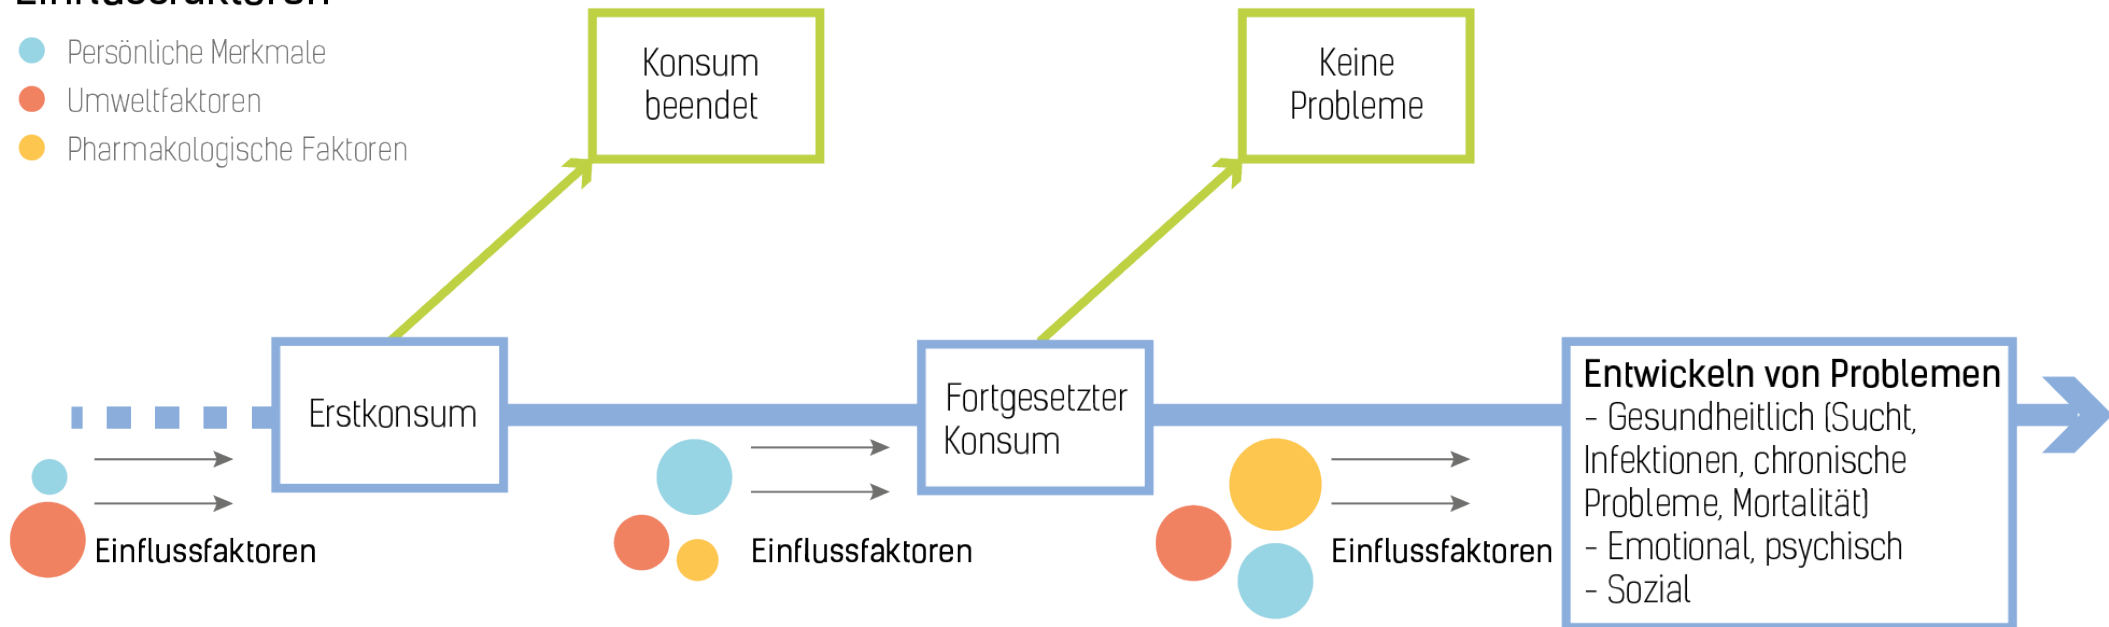 Einflussfaktoren
Persönliche Merkmale
Umweltfaktoren
Pharmakologische Faktoren
Konsum
beendet
Keine
Probleme
Erstkonsum
Fortgesetzter
Konsum
Entwickeln von Problemen
- Gesundheitlich (Sucht,
Infektionen, chronische
Probleme, Mortalität)
- Emotional, psychisch
- Sozial
Einflussfaktoren
Einflussfaktoren
Einflussfaktoren